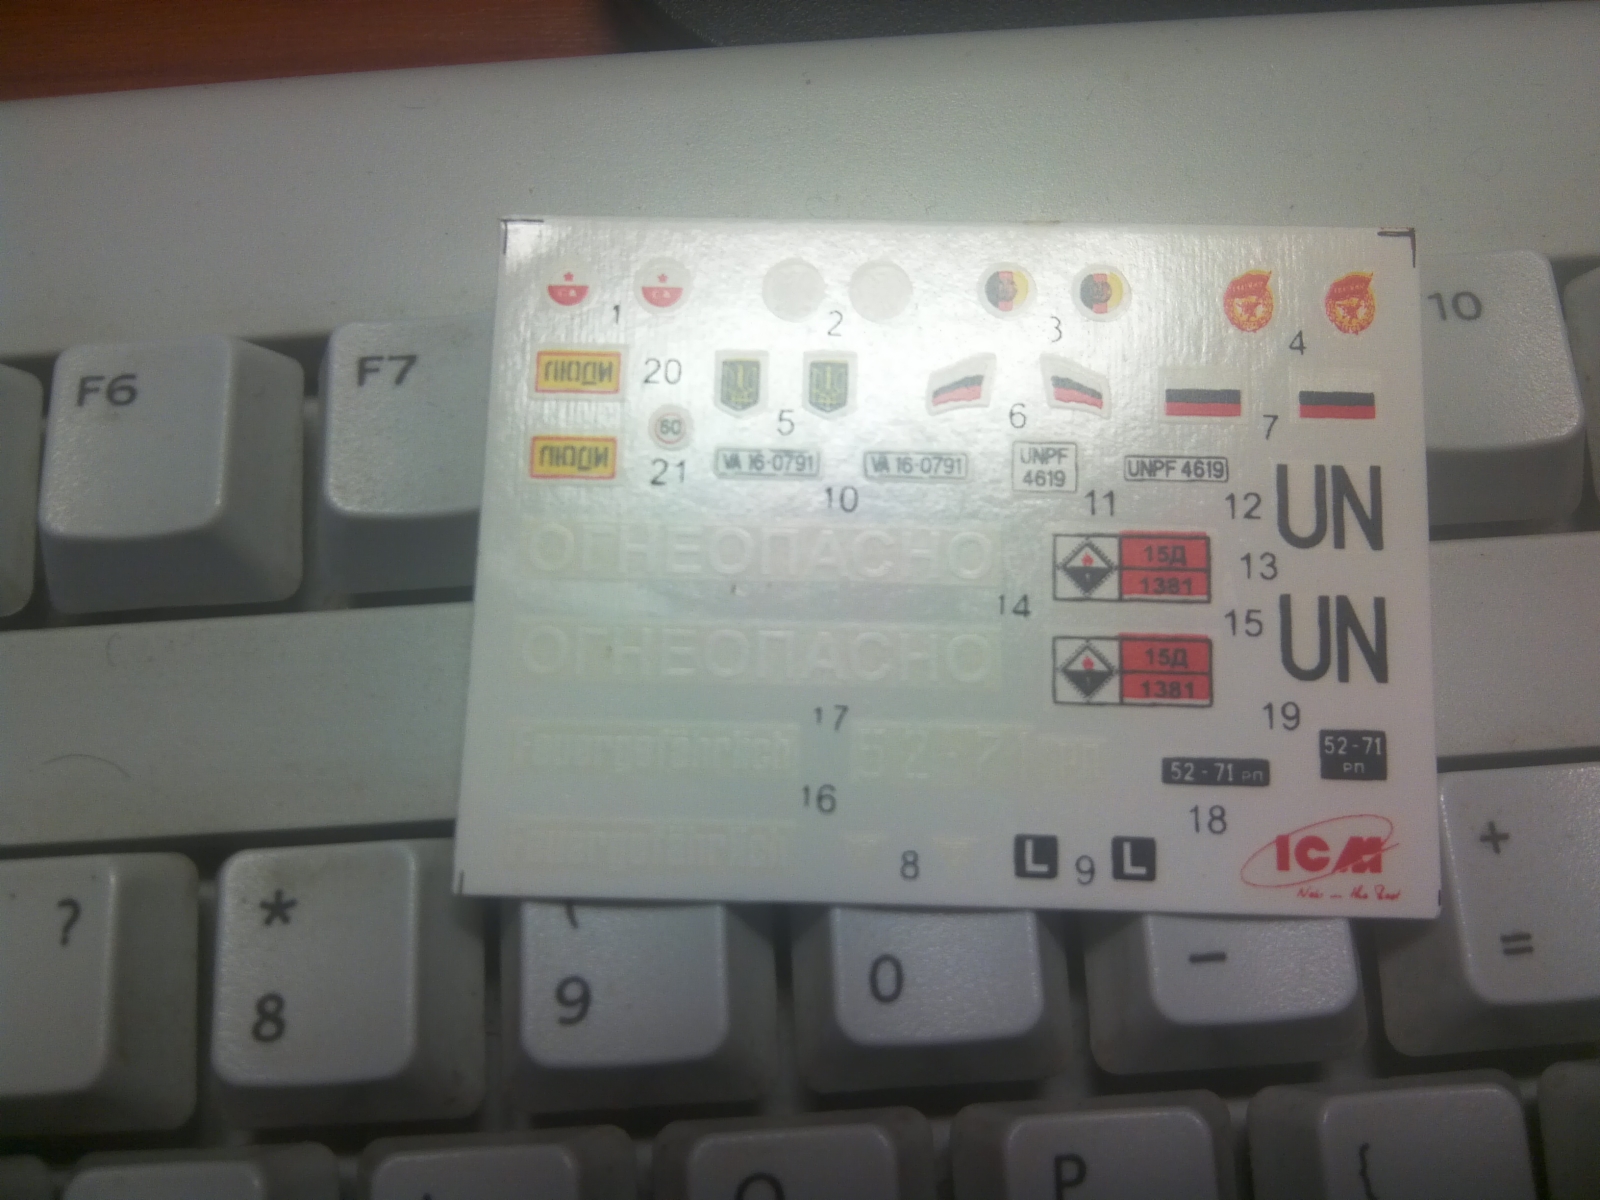 F6
F7
10
1
2
3
4
ЛЮДИ
20
5
6
7
ЛЮДИ
60
21
VA 16-0791
VA 16-0791
10
UNPF
4619
11
UNPF 4619
12
UN
ОГНЕОПАСНО
14
15Д
1381
13
15
UN
ОГНЕОПАСНО
17
15Д
1381
19
52-71 РП
52-71
РП
16
18
8
L
9
L
ICM
?
*
8
(
9
0
-
+
=
P
{